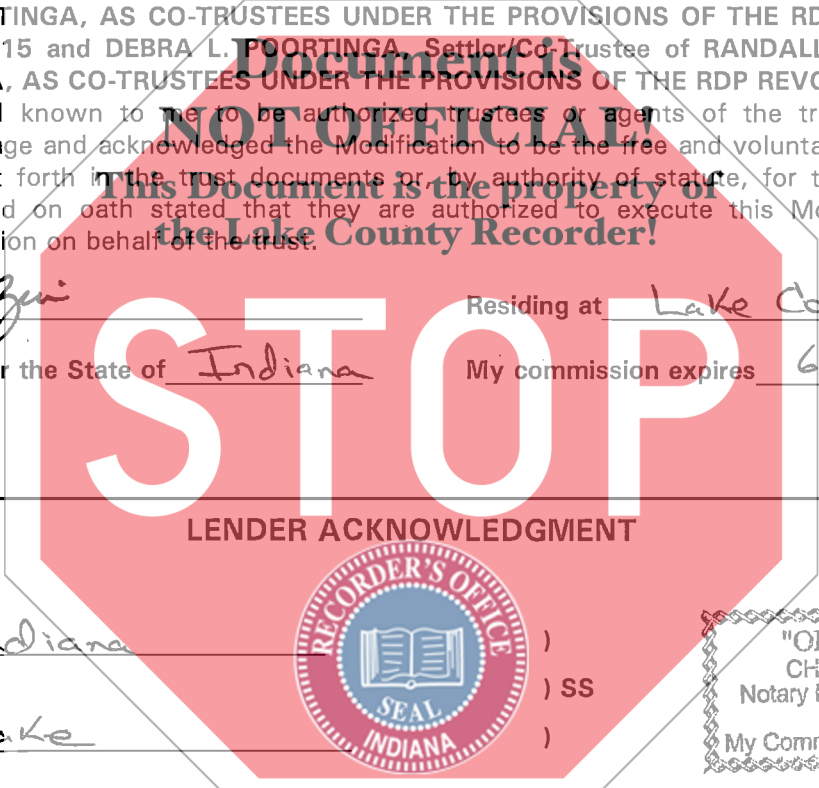 TINGA, AS CO-TRUSTEES UNDER THE PROVISIONS OF THE RD
15 and DEBRA L. POORTINGA, Settlor/Co-Trustee of RANDALL
, AS CO-TRUSTEES UNDER THE PROVISIONS OF THE RDP REVO
Document is
known to me to be authorized trustees or agents of the tr
NOT OFFICIAL!
ge and acknowledged the Modification to be the free and volunta
forth in the trust documents or, by authority of statute, for t
This Document is the property of
d on oath stated that they are authorized to execute this Mo
ion on behalf of the trust.
the Lake County Recorder!
Residing at Lake Co
r the State of Indiana My commission expires 6
STOP
LENDER ACKNOWLEDGMENT
RECORDER'S OFFICE
SEAL
INDIANA
diana )
) SS
ake )
"O
CH
Notary
My Comm